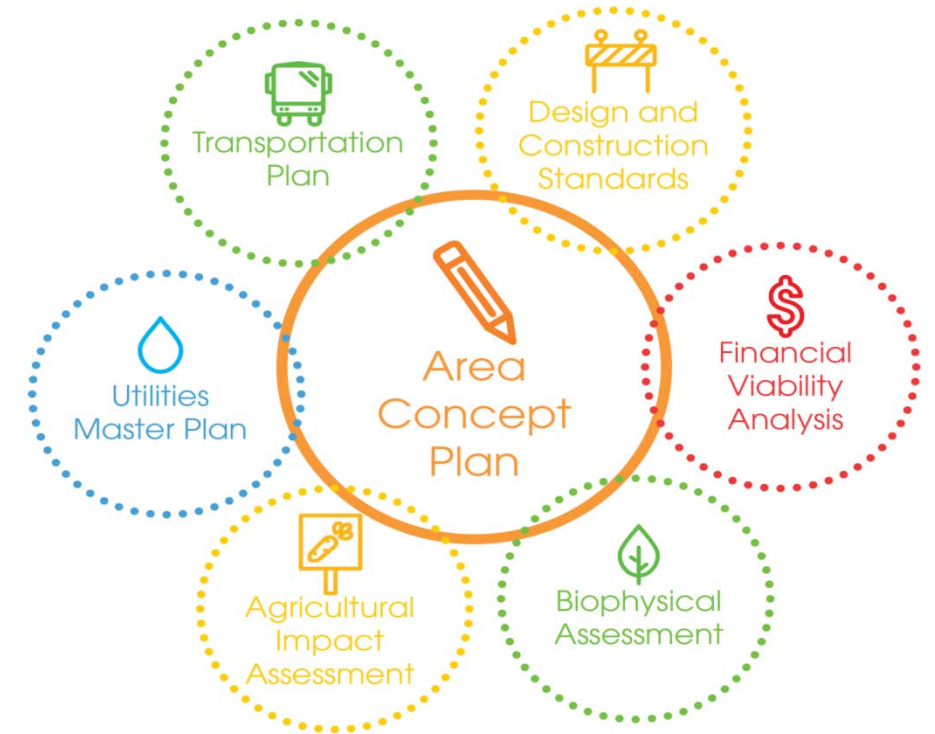 Transportation
Plan
Design and
Construction
Standards
Area
Concept
Plan
Financial
Viability
Analysis
Utilities
Master Plan
Agricultural
Impact
Assessment
Biophysical
Assessment